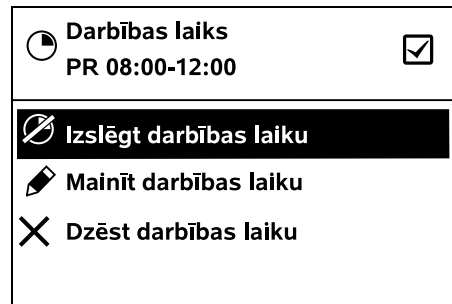 Darbības laiks
PR 08:00-12:00
Izslēgt darbības laiku
Mainīt darbības laiku
Dzēst darbības laiku